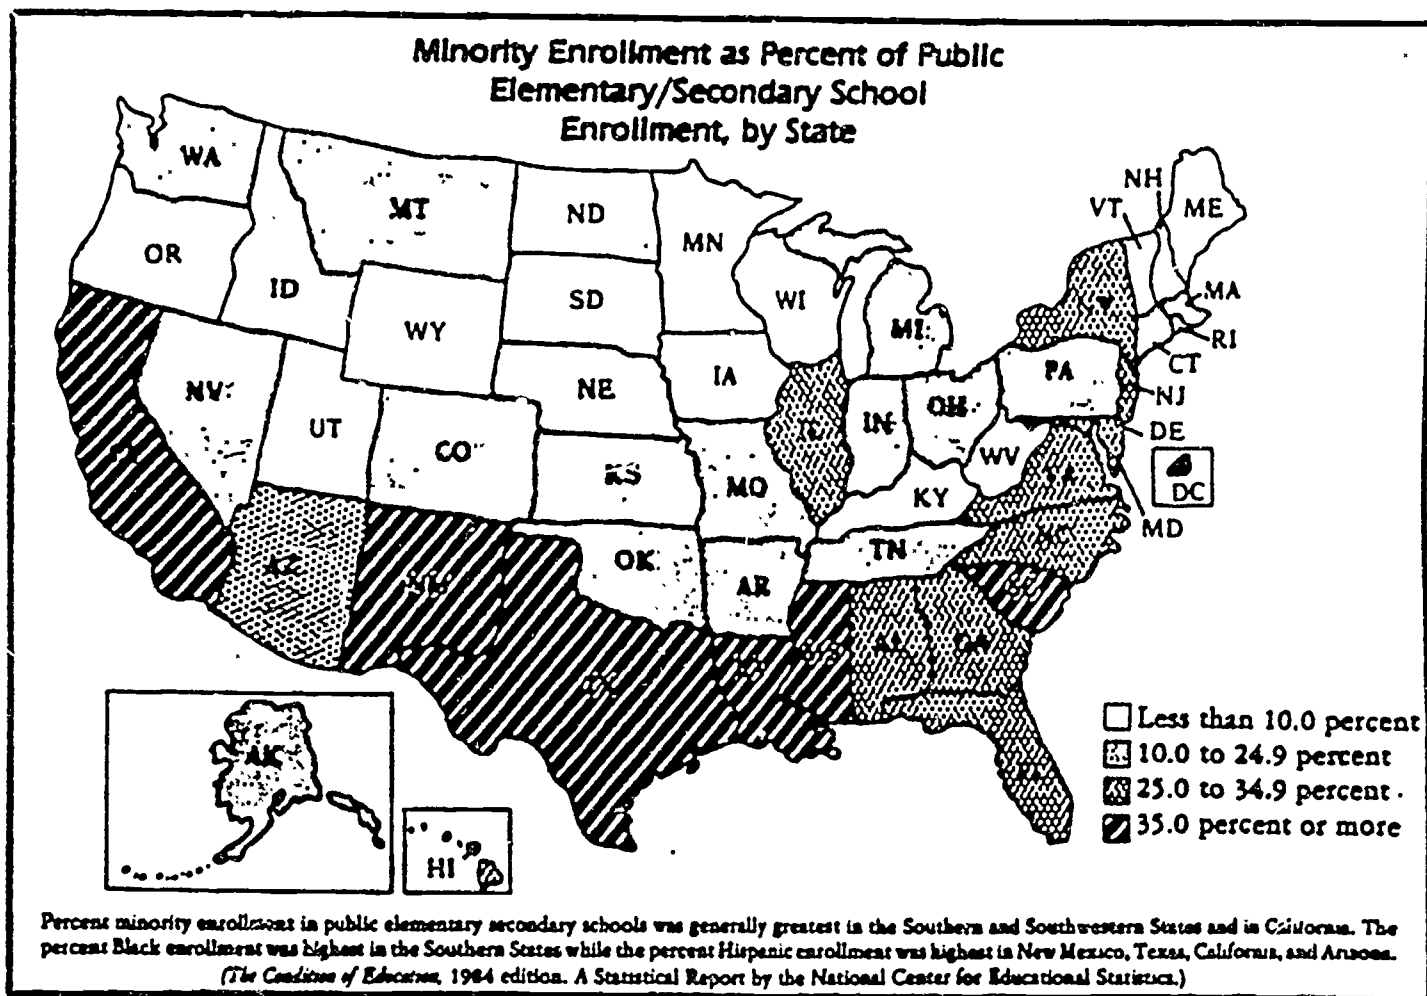 Minority Enrollment as Percent of Public
Elementary/Secondary School
Enrollment, by State
WA
MT
ND
MN
OR
ID
SD
WI
MI
WY
NH
VT
ME
MA
RI
CT
NJ
DE
DC
MD
NV
UT
CO
NE
IA
KS
MO
IN
OH
PA
WV
KY
TN
OK
AR
AZ
AK
HI
Less than 10.0 percent
10.0 to 24.9 percent
25.0 to 34.9 percent
35.0 percent or more
Percent minority enrollment in public elementary secondary schools was generally greatest in the Southern and Southwestern States and in California. The
percent Black enrollment was highest in the Southern States while the percent Hispanic enrollment was highest in New Mexico, Texas, California, and Arizona.
(The Condition of Education, 1984 edition. A Statistical Report by the National Center for Educational Statistics.)